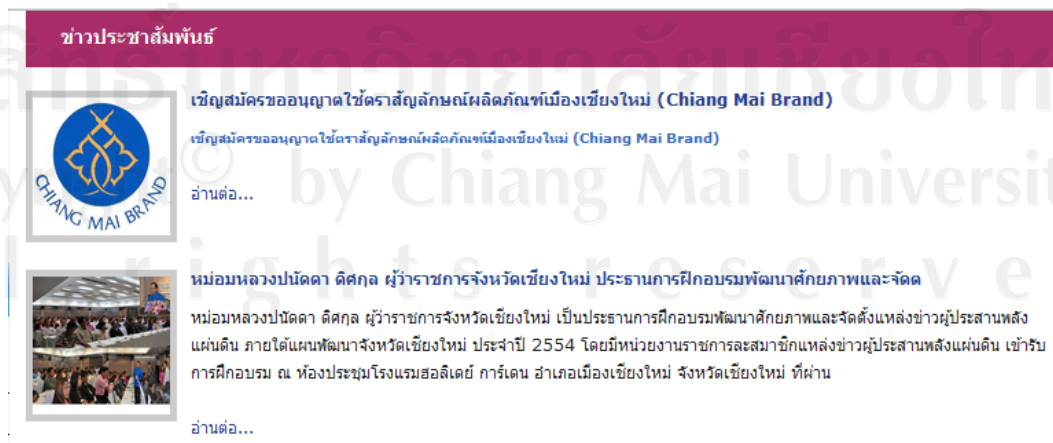 ข่าวประชาสัมพันธ์
เชิญสมัครขออนุญาตใช้ตราสัญลักษณ์ผลิตภัณฑ์เมืองเชียงใหม่ (Chiang Mai Brand)
เชิญสมัครขออนุญาตใช้ตราสัญลักษณ์ผลิตภัณฑ์เมืองเชียงใหม่ (Chiang Mai Brand)
อ่านต่อ...
CHIANG MAI BRAND
หม่อมหลวงปนัดดา ดิศกุล ผู้ว่าราชการจังหวัดเชียงใหม่ ประธานการฝึกอบรมพัฒนาศักยภาพและจัดต
หม่อมหลวงปนัดดา ดิศกุล ผู้ว่าราชการจังหวัดเชียงใหม่ เป็นประธานการฝึกอบรมพัฒนาศักยภาพและจัดตั้งแหล่งข่าวผู้ประสานพลัง
แผ่นดิน ภายใต้แผนพัฒนาจังหวัดเชียงใหม่ ประจำปี 2554 โดยมีหน่วยงานราชการละสมาชิกแหล่งข่าวผู้ประสานพลังแผ่นดิน เข้ารับ
การฝึกอบรม ณ ห้องประชุมโรงแรมฮอลิเดย์ การ์เดน อำเภอเมืองเชียงใหม่ จังหวัดเชียงใหม่ ที่ผ่าน
อ่านต่อ...
© by Chiang Mai Universit
rights reserve